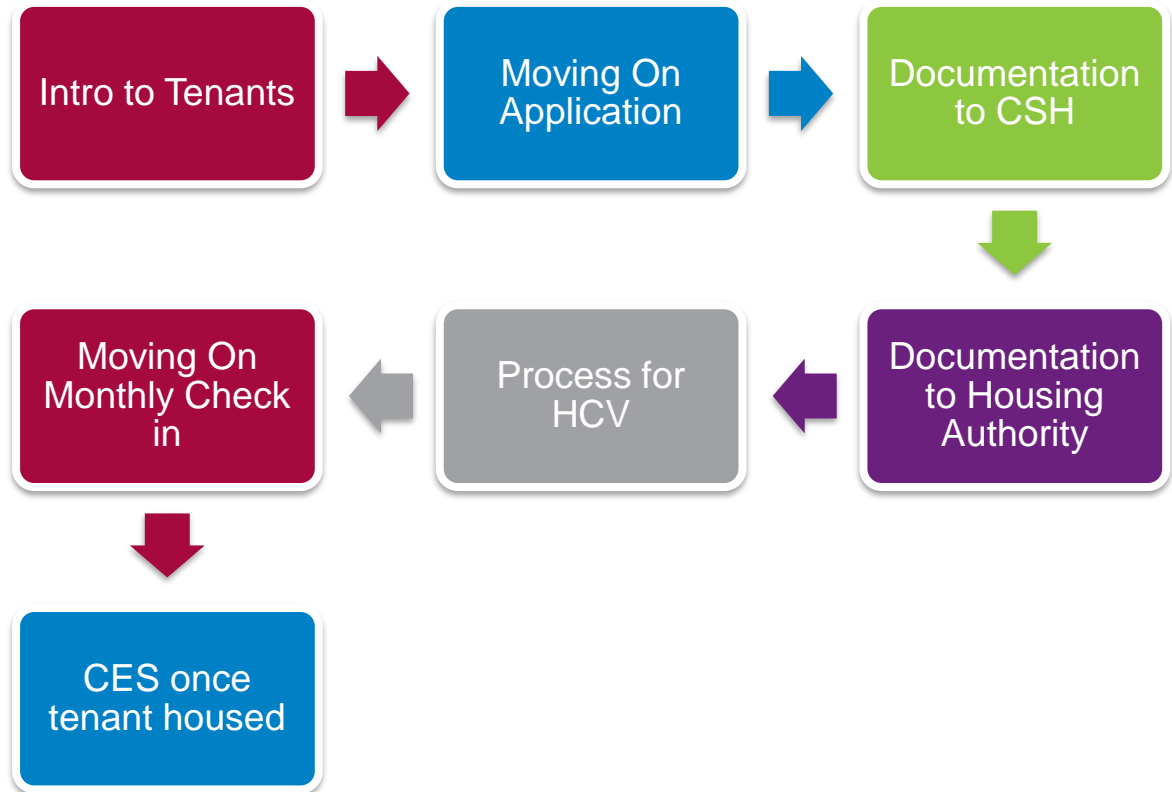 Intro to Tenants
Moving On
Application
Documentation
to CSH
Documentation
to Housing
Authority
Process for
HCV
Moving On
Monthly Check
in
CES once
tenant housed